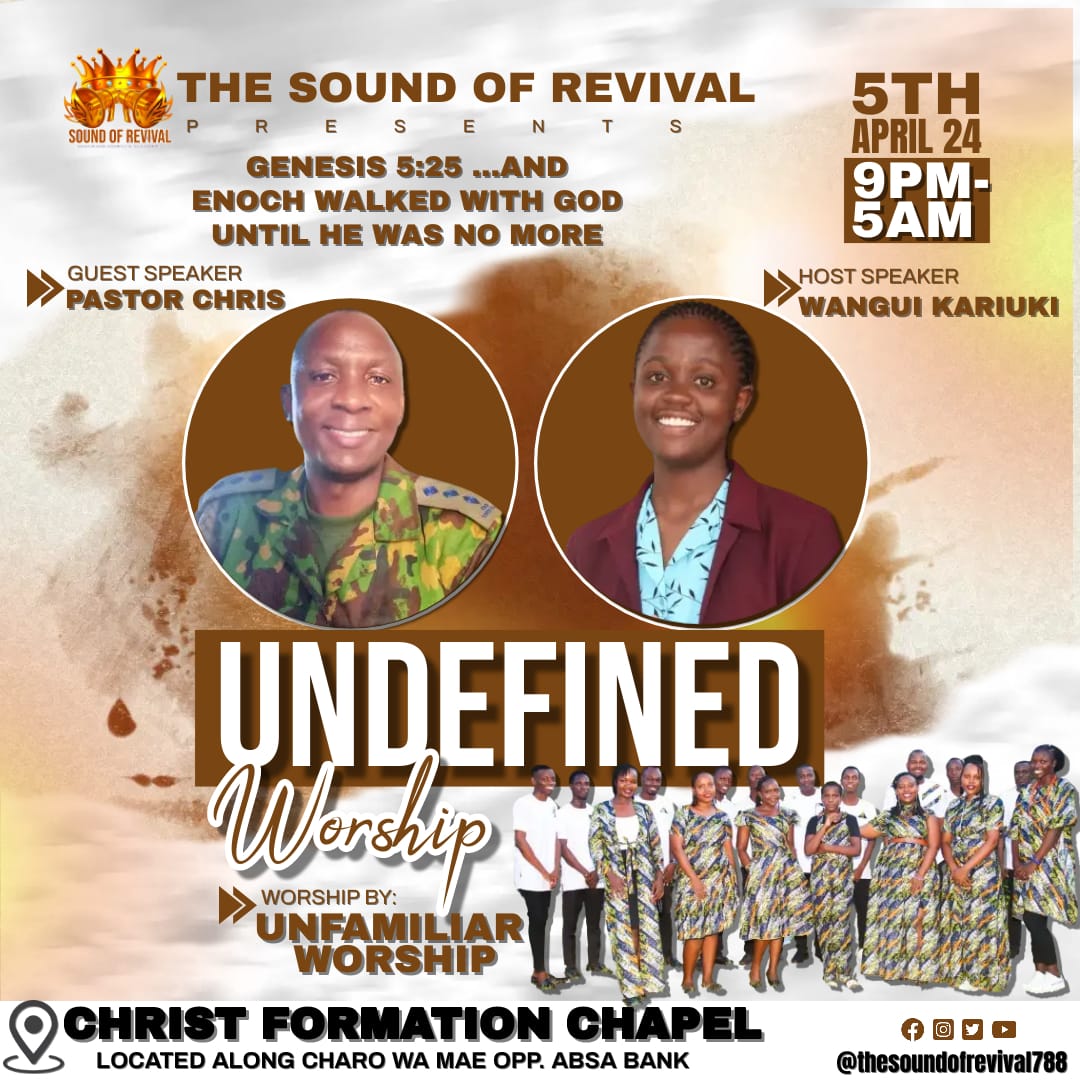 SOUND OF REVIVAL
THE SOUND OF REVIVAL
PRESENTS
GENESIS 5:25 ...AND
ENOCH WALKED WITH GOD
UNTIL HE WAS NO MORE
5TH
APRIL 24
9PM-
5AM
GUEST SPEAKER
PASTOR CHRIS
HOST SPEAKER
WANGUI KARIUKI
UNDEFINED
Worship
WORSHIP BY:
UNFAMILIAR
WORSHIP
CHRIST FORMATION CHAPEL
LOCATED ALONG CHARO WA MAE OPP. ABSA BANK
@thesoundofrevival788